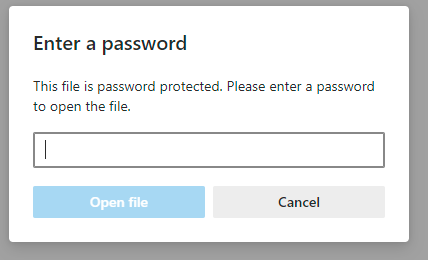 Enter a password
This file is password protected. Please enter a password
to open the file.
Open file
Cancel